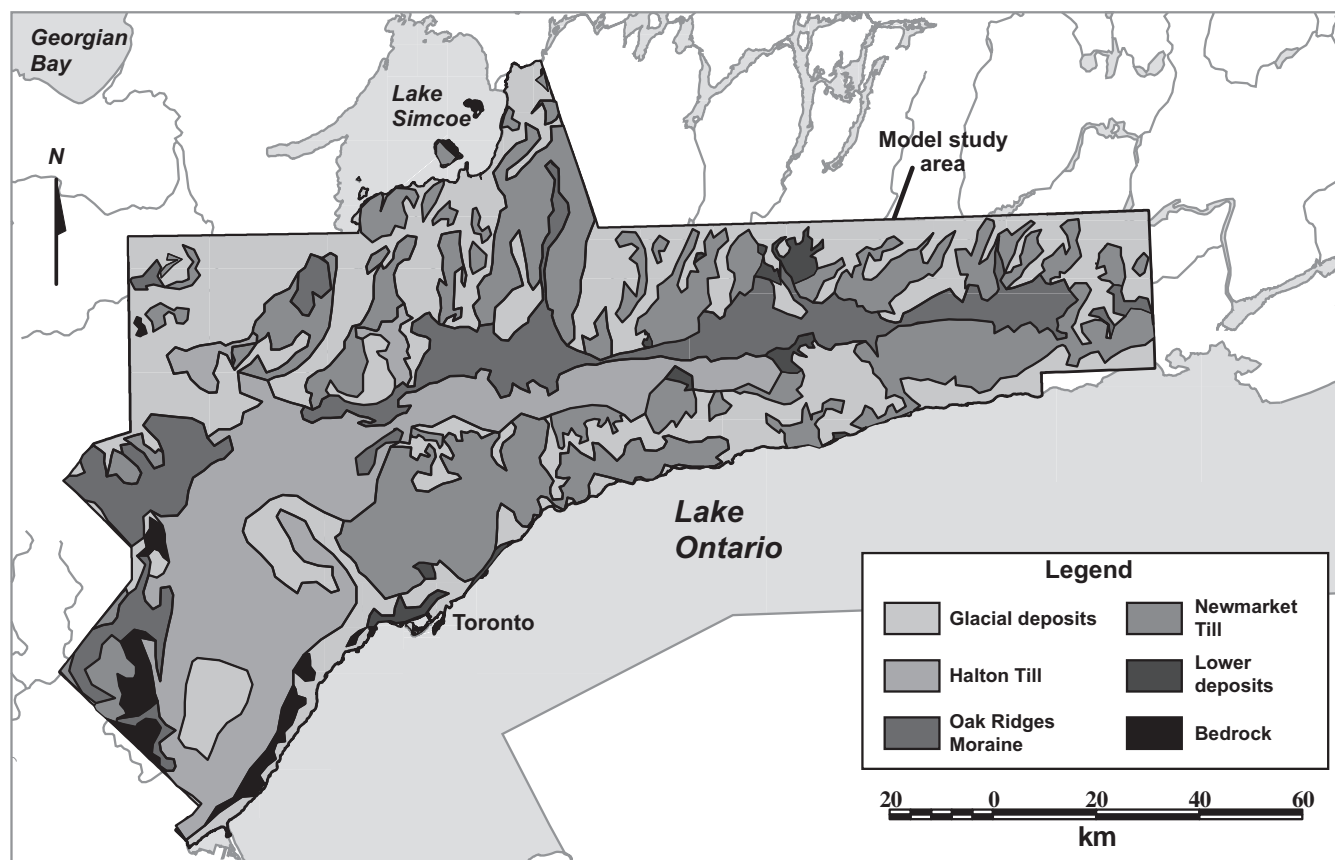 Georgian
Bay
Lake
Simcoe
N
Model study
area
Lake
Ontario
Toronto
Legend
Glacial deposits
Newmarket
Till
Halton Till
Lower
deposits
Oak Ridges
Moraine
Bedrock
20 0 20 40 60
km